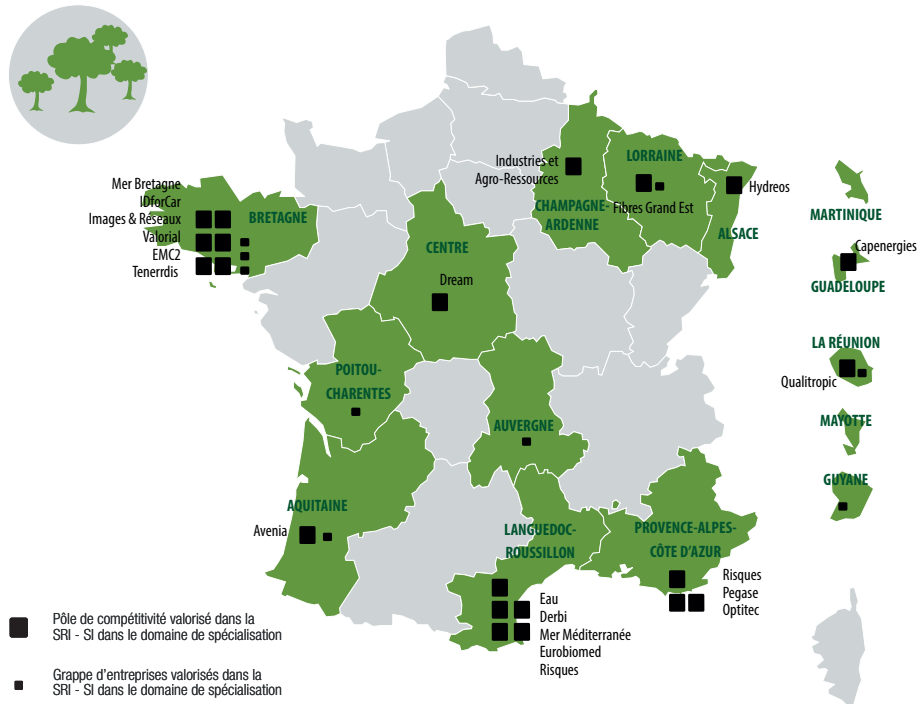 Mer Bretagne
IDforCar
Images & Réseaux
Valorial
EMC2
Tenerrdis
BRETAGNE
Industries et
Agro-Ressources
CHAMPAGNE-
ARDENNE
LORRAINE
Fibres Grand Est
Hydreos
ALSACE
CENTRE
Dream
POITOU-
CHARENTES
AUVERGNE
AQUITAINE
Avenia
LANGUEDOC-
ROUSSILLON
Eau
Derbi
Mer Méditerranée
Eurobiomed
Risques
PROVENCE-ALPES-
CÔTE D'AZUR
Risques
Pegase
Optitec
MARTINIQUE
Capenergies
GUADELOUPE
LA RÉUNION
Qualitropic
MAYOTTE
GUYANE
Pôle de compétitivité valorisé dans la
SRI - SI dans le domaine de spécialisation
Grappe d'entreprises valorisés dans la
SRI - SI dans le domaine de spécialisation